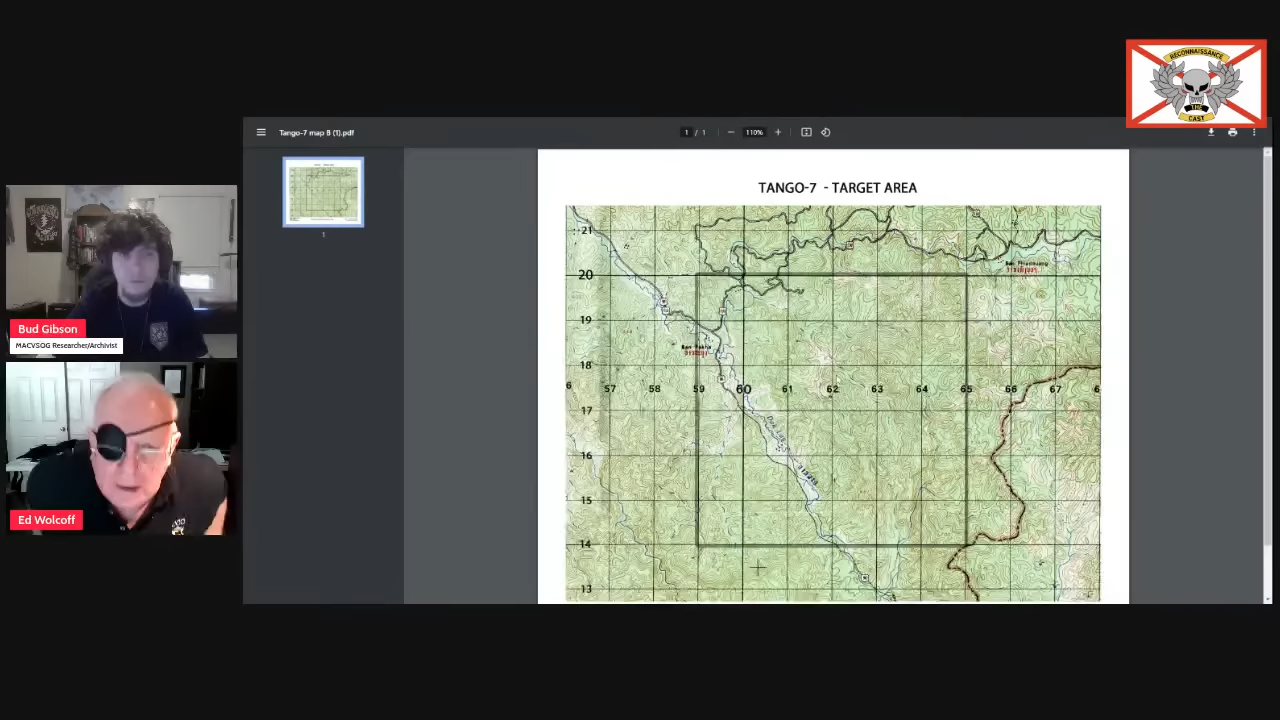 RECONNAISSANCE
THE
CAST
Tango-7 map B (1).pdf
1 / 1
110%
1
TANGO-7 - TARGET AREA
21
20
19
18
6 57 58 59 60 61 62 63 64 65 66 67 6
17
16
15
14
13
Bud Gibson
MACVSOG Researcher/Archivist
Ed Wolcoff